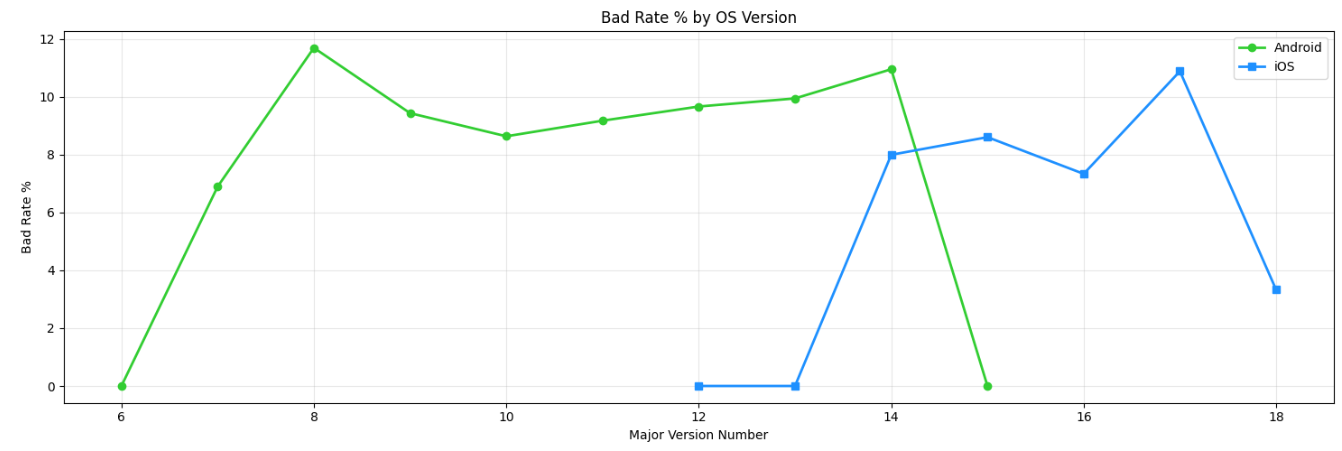 Bad Rate % by OS Version
Android
iOS
Bad Rate %
12
10
8
6
4
2
0
6 8 10 12 14 16 18
Major Version Number